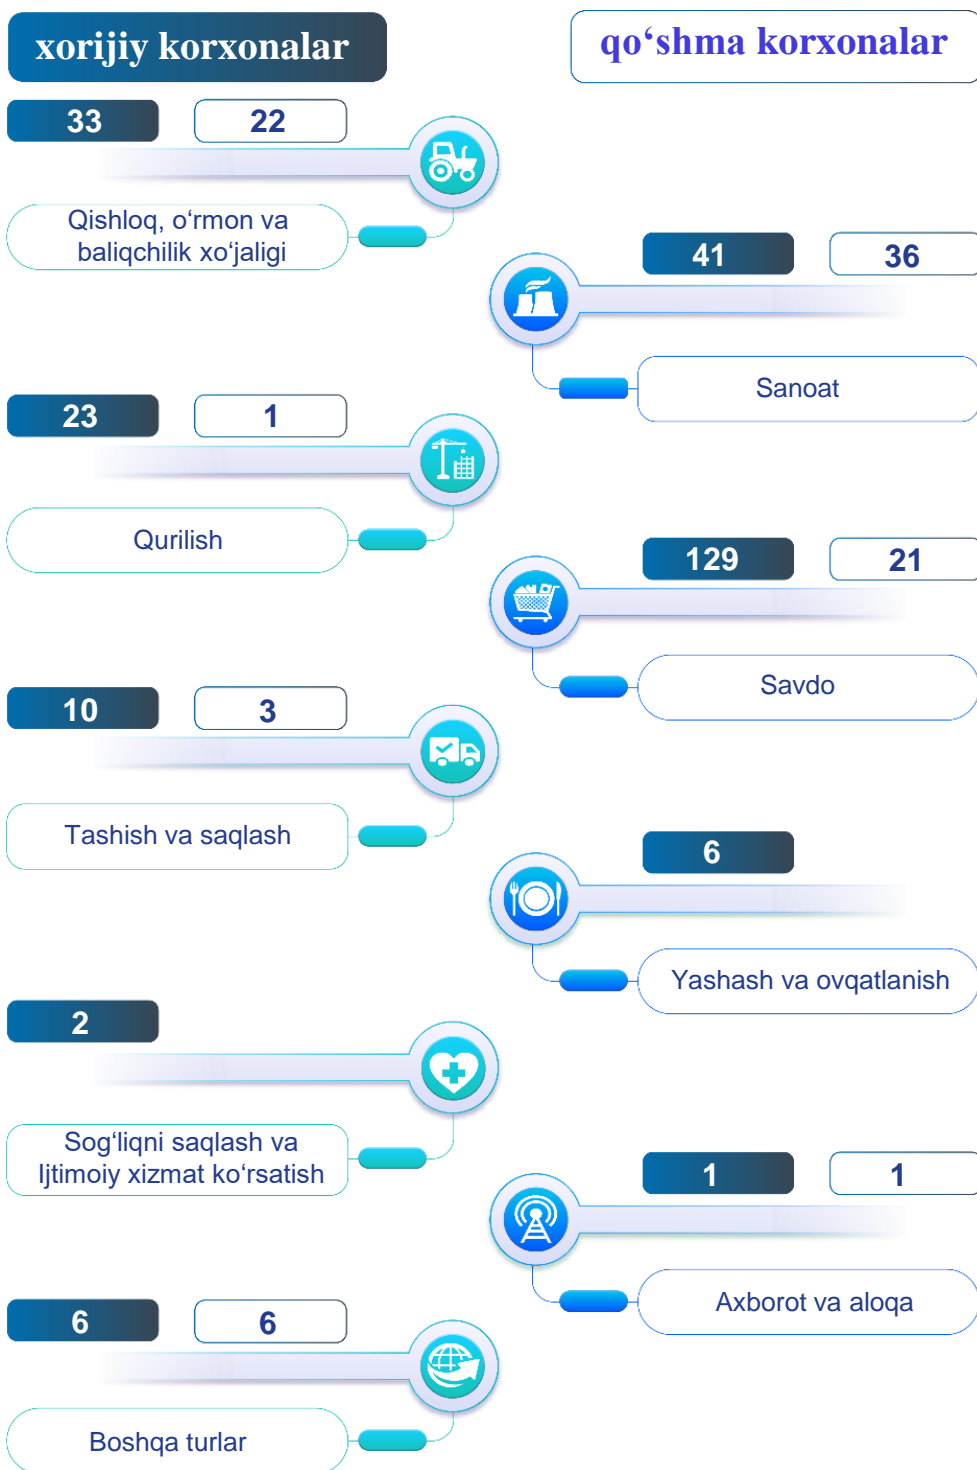 xorijiy korxonalar
qo‘shma korxonalar
33
22
Qishloq, o‘rmon va
baliqchilik xo‘jaligi
41
36
Sanoat
23
1
Qurilish
129
21
Savdo
10
3
Tashish va saqlash
6
Yashash va ovqatlanish
2
Sog‘liqni saqlash va
Ijtimoiy xizmat ko‘rsatish
1
1
Axborot va aloqa
6
6
Boshqa turlar